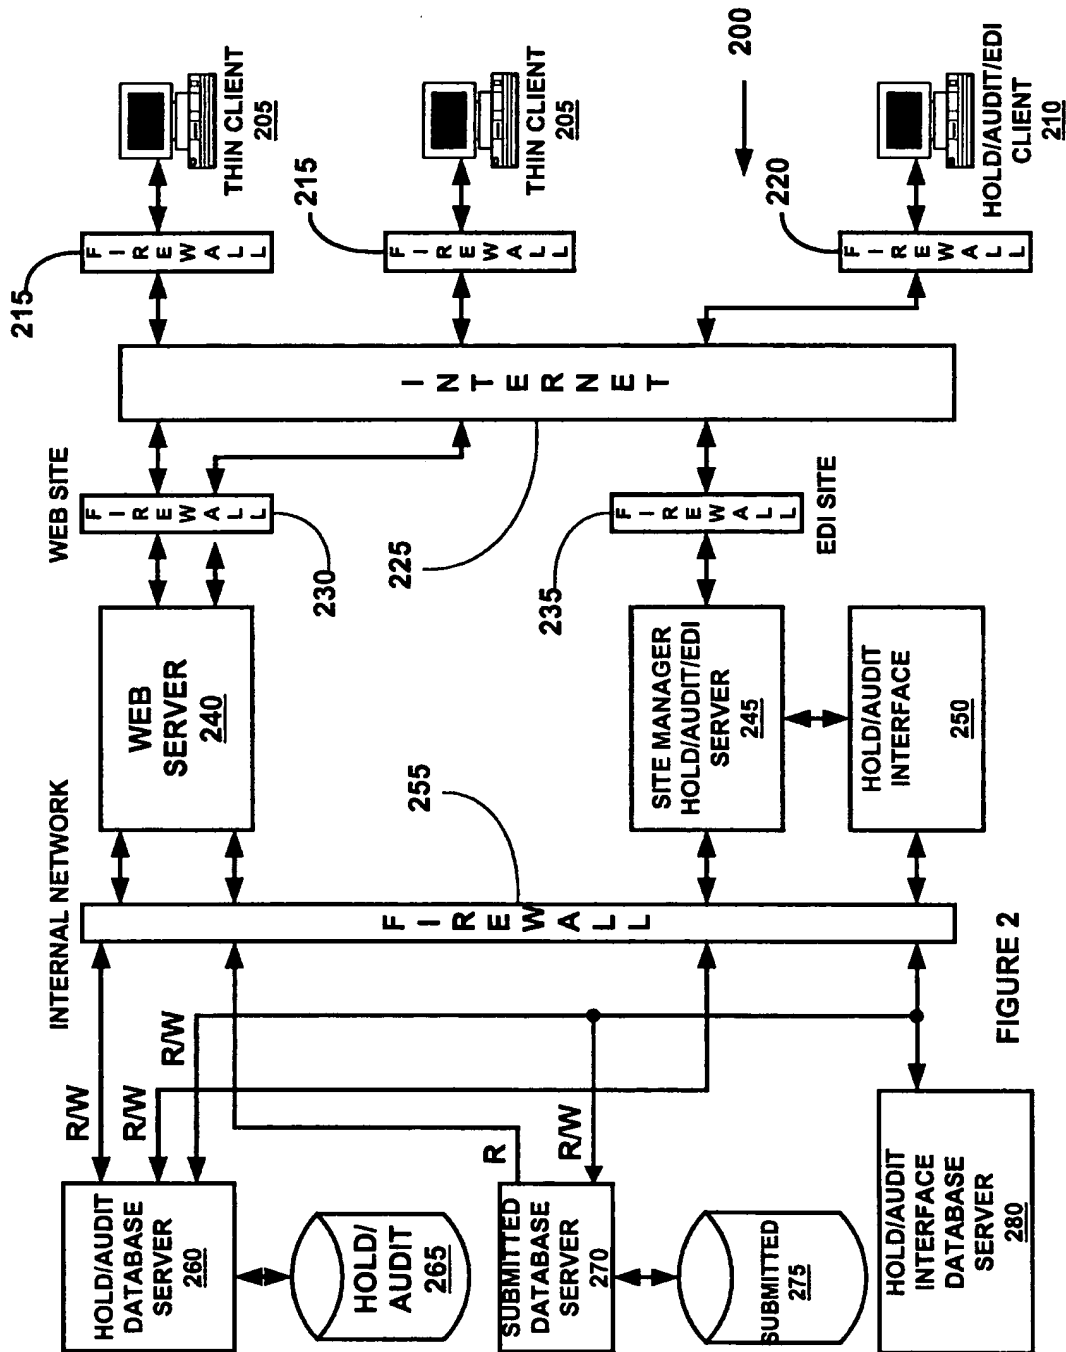 FIREWALL
215
THIN CLIENT
205
FIREWALL
215
THIN CLIENT
205
200
FIREWALL
220
HOLD/AUDIT/EDI
CLIENT
210
INTERNET
225
WEB SITE
FIREWALL
230
FIREWALL
235
EDI SITE
WEB
SERVER
240
SITE MANAGER
HOLD/AUDIT/EDI
SERVER
245
HOLD/AUDIT
INTERFACE
250
INTERNAL NETWORK
255
FIREWALL
R/W
R/W
R/W
R
R/W
HOLD/AUDIT
DATABASE
SERVER
260
HOLD/
AUDIT
265
SUBMITTED
DATABASE
SERVER
270
SUBMITTED
275
HOLD/AUDIT
INTERFACE
DATABASE
SERVER
280
FIGURE 2